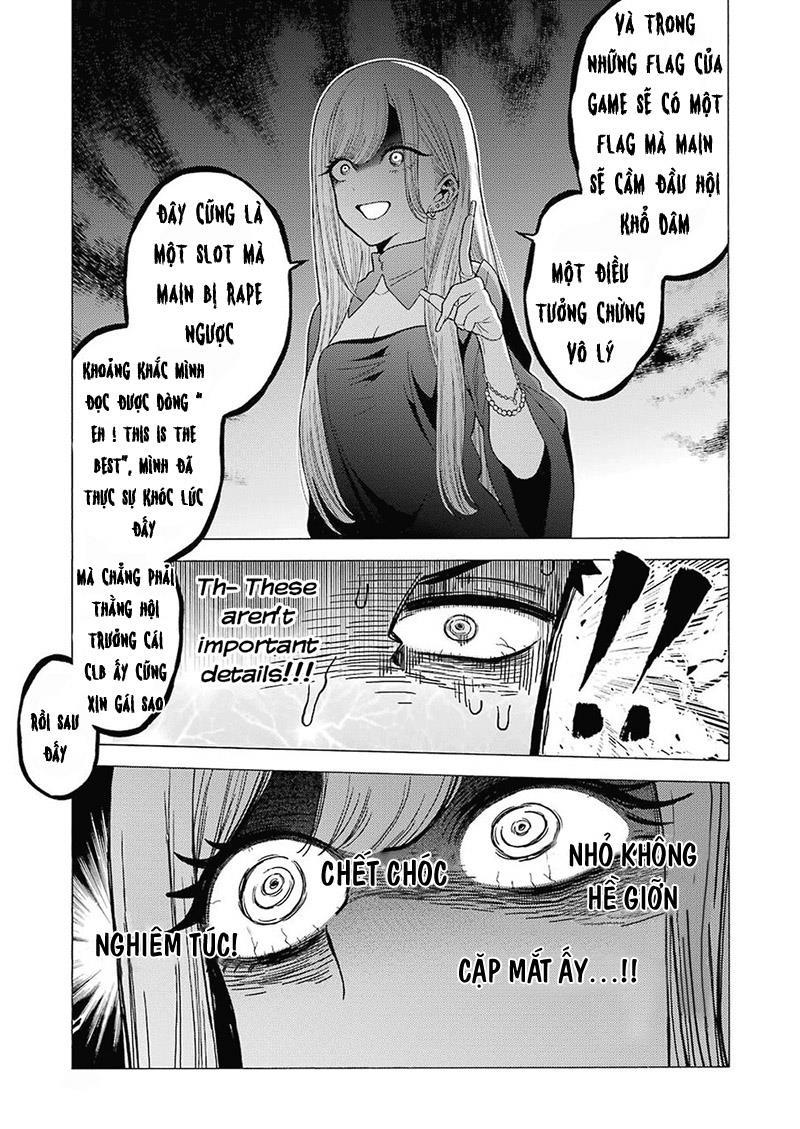 VÀ TRONG
NHỮNG FLAG CỦA
GAME SẼ CÓ MỘT
FLAG MÀ MAIN
SẼ CẦM ĐẦU HỘI
KHỔ DÂM
MỘT ĐIỀU
TƯỞNG CHỪNG
VÔ LÝ
ĐÂY CŨNG LÀ
MỘT SLOT MÀ
MAIN BỊ RAPE
NGƯỢC
KHOẢNG KHẮC MÌNH
ĐỌC ĐƯỢC DÒNG "
EH ! THIS IS THE
BEST", MÌNH ĐÃ
THỰC SỰ KHÓC LÚC
ĐẤY
MÀ CHẲNG PHẢI
THẰNG HỘI
TRƯỞNG CÁI
CLB ẤY CŨNG
XIN GÁI SAO
RỒI SAU
ĐẤY
Th- These
aren't
important
details!!!
!!
NHỎ KHÔNG
HỀ GIỠN
CHẾT CHÓC
NGHIÊM TÚC!
CẶP MẮT ẤY...!!